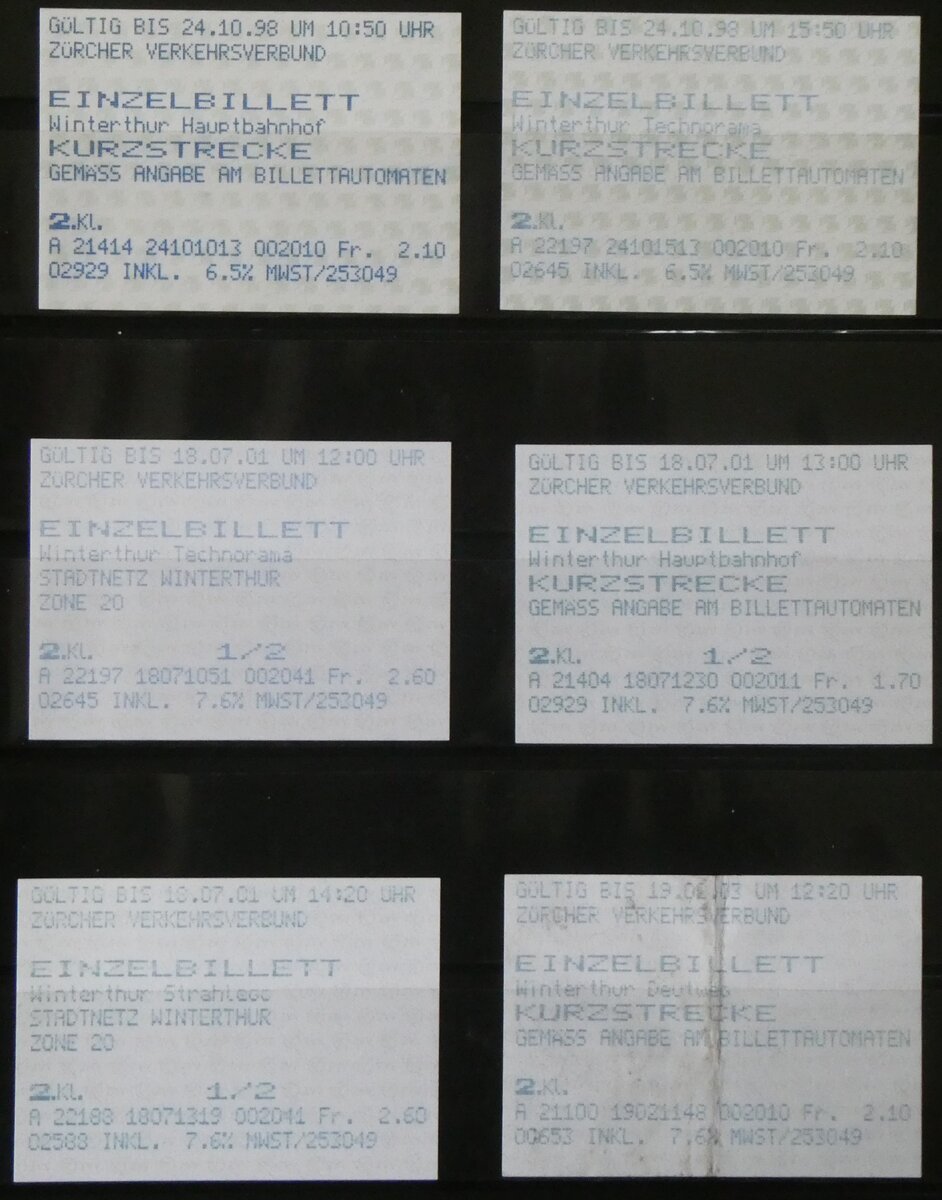 GÜLTIG BIS 24.10.98 UM 10:50 UHR
ZÜRCHER VERKEHRSVERBUND
EINZELBILLETT
Winterthur Hauptbahnhof
KURZSTRECKE
GEMÄSS ANGABE AM BILLETTAUTOMATEN
2.Kl.
A 21414 24101013 002010 Fr. 2.10
02929 INKL. 6.5% MWST/253049
GÜLTIG BIS 24.10.98 UM 15:50 UHR
ZÜRCHER VERKEHRSVERBUND
EINZELBILLETT
Winterthur Technorama
KURZSTRECKE
GEMÄSS ANGABE AM BILLETTAUTOMATEN
2.Kl.
A 22197 24101513 002010 Fr. 2.10
02645 INKL. 6.5% MWST/253049
GÜLTIG BIS 18.07.01 UM 12:00 UHR
ZÜRCHER VERKEHRSVERBUND
EINZELBILLETT
Winterthur Technorama
STADTNETZ WINTERTHUR
ZONE 20
2.Kl. 1/2
A 22197 18071051 002041 Fr. 2.60
02645 INKL. 7.6% MWST/253049
GÜLTIG BIS 18.07.01 UM 13:00 UHR
ZÜRCHER VERKEHRSVERBUND
EINZELBILLETT
Winterthur Hauptbahnhof
KURZSTRECKE
GEMÄSS ANGABE AM BILLETTAUTOMATEN
2.Kl. 1/2
A 21404 18071230 002011 Fr. 1.70
02929 INKL. 7.6% MWST/253049
GÜLTIG BIS 18.07.01 UM 14:20 UHR
ZÜRCHER VERKEHRSVERBUND
EINZELBILLETT
Winterthur
STADTNETZ WINTERTHUR
ZONE 20
2.Kl. 1/2
A 22188 18071319 002041 Fr. 2.60
02588 INKL. 7.6% MWST/253049
GÜLTIG BIS 19.02.03 UM 12:20 UHR
ZÜRCHER VERKEHRSVERBUND
EINZELBILLETT
Winterthur Deutweg
KURZSTRECKE
GEMÄSS ANGABE AM BILLETTAUTOMATEN
2.Kl.
A 21100 19021148 002010 Fr. 2.10
00653 INKL. 7.6% MWST/253049